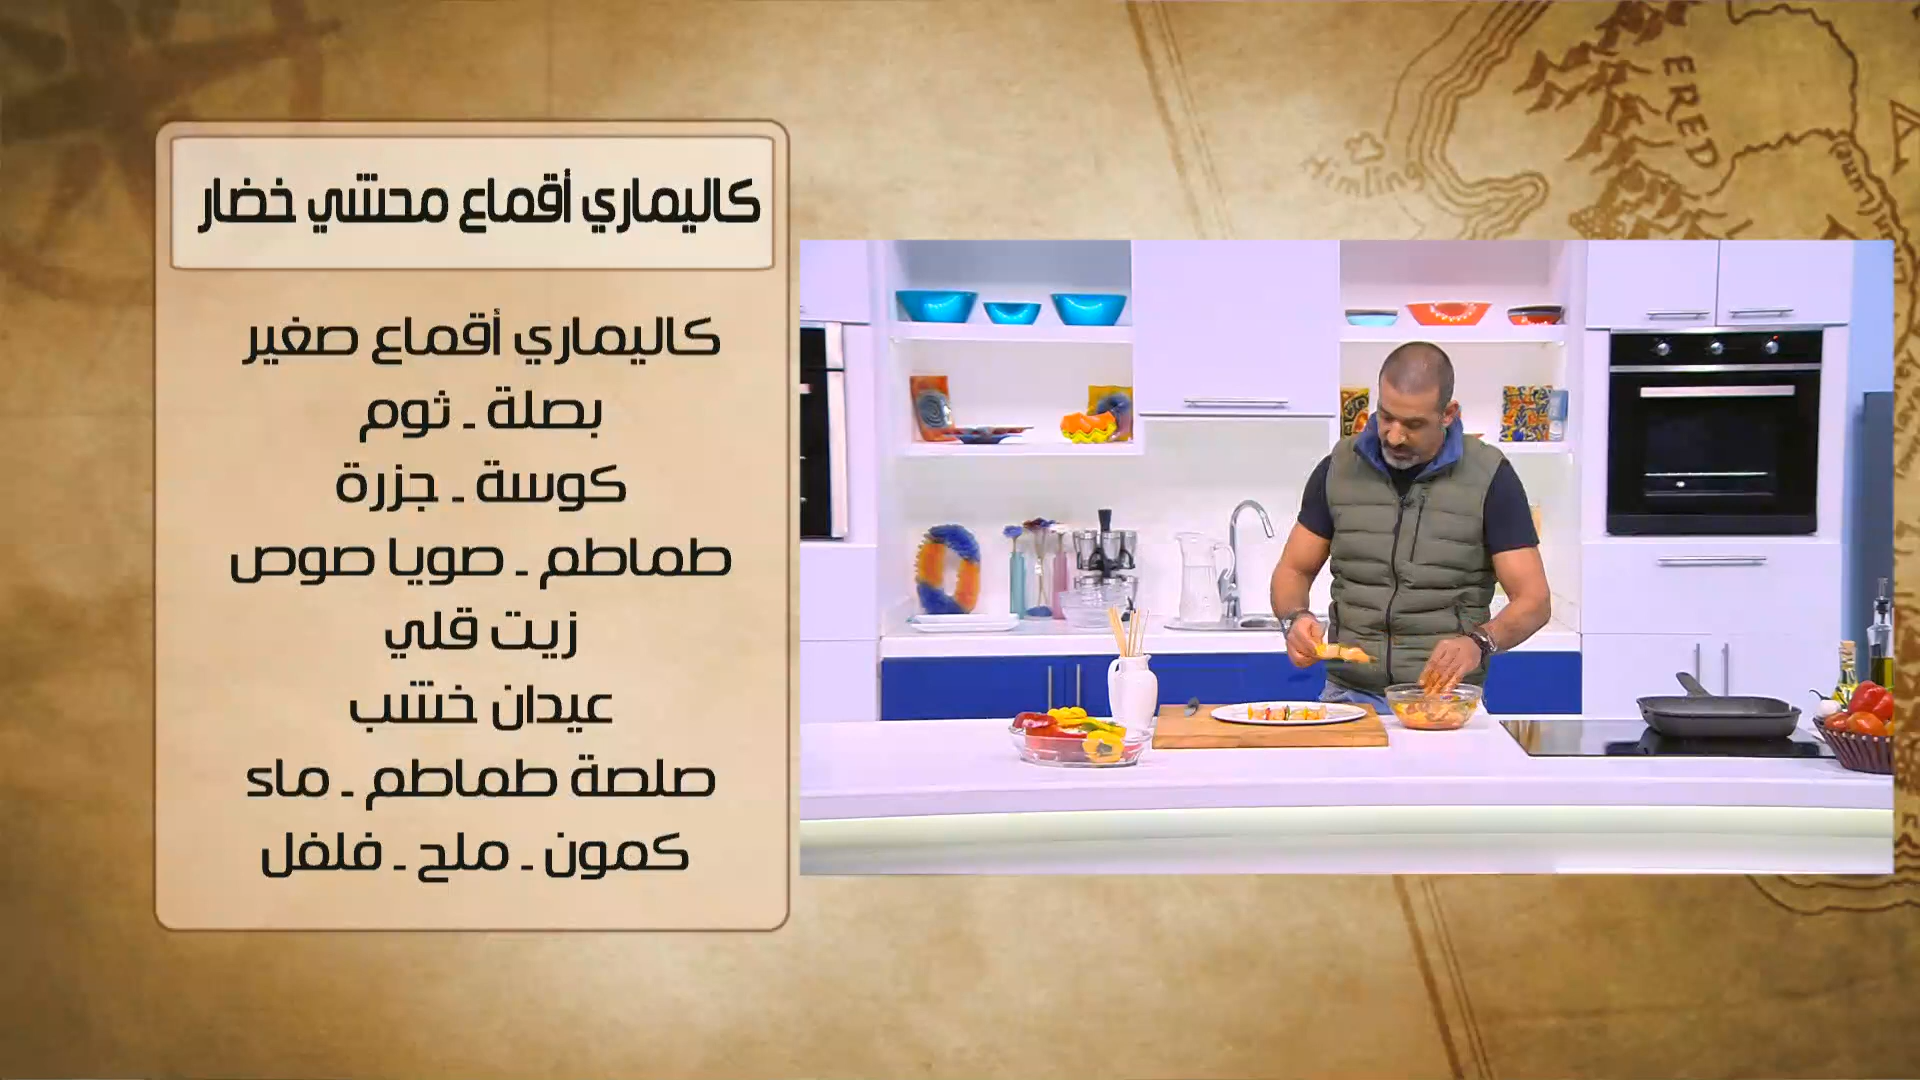 كاليماري أقماع محشي خضار
كاليماري أقماع صغير
بصلة - ثوم
كوسة - جزرة
طماطم - صويا صوص
زيت قلي
عيدان خشب
صلصة طماطم - ماء
كمون - ملح - فلفل
ERED
Himling